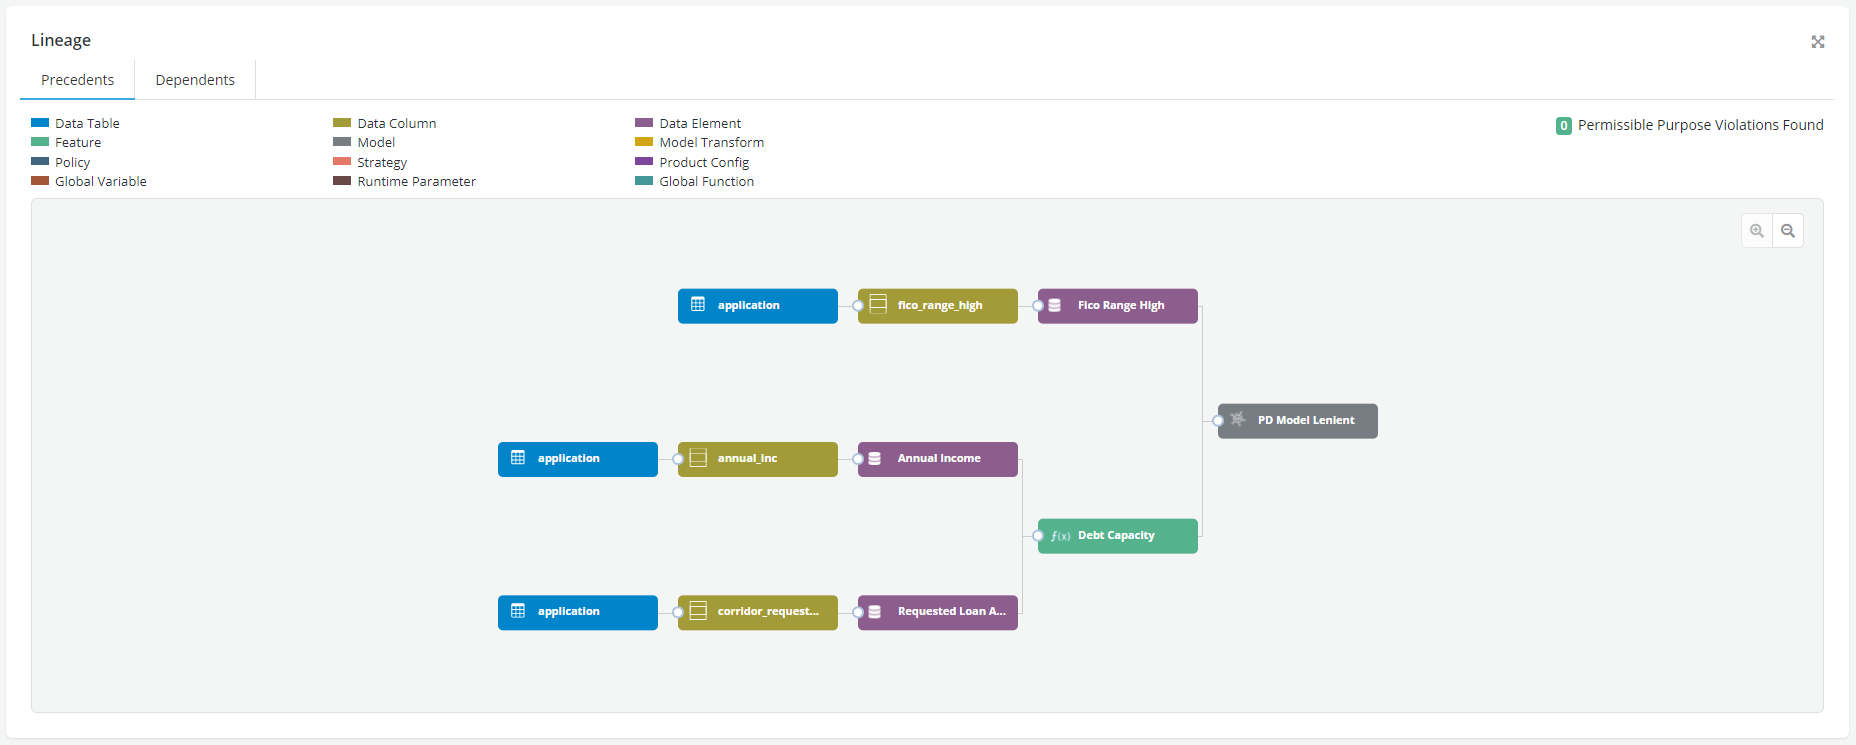 Lineage
Precedents Dependents
Data Table Data Column Data Element
0 Permissible Purpose Violations Found
Feature Model Model Transform
Policy Strategy Product Config
Global Variable Runtime Parameter Global Function
application fico_range_high Fico Range High
PD Model Lenient
application annual_inc Annual Income
f(x) Debt Capacity
application corridor_request... Requested Loan A...